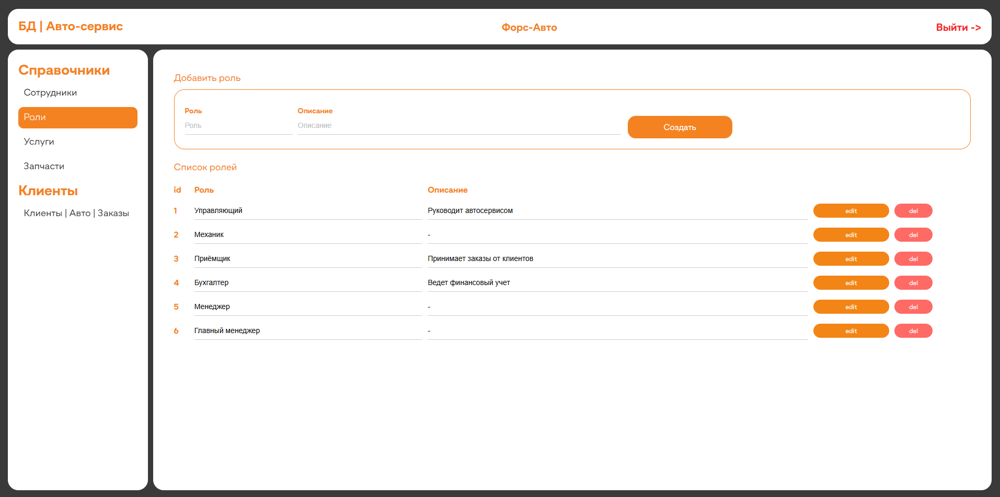 БД | Авто-сервис
Форс-Авто
Выйти ->
Справочники
Сотрудники
Роли
Услуги
Запчасти
Клиенты
Клиенты | Авто | Заказы
Добавить роль
Роль Описание
Роль Описание
Создать
Список ролей
id Роль Описание
1 Управляющий Руководит автосервисом edit del
2 Механик - edit del
3 Приёмщик Принимает заказы от клиентов edit del
4 Бухгалтер Ведет финансовый учет edit del
5 Менеджер - edit del
6 Главный менеджер - edit del